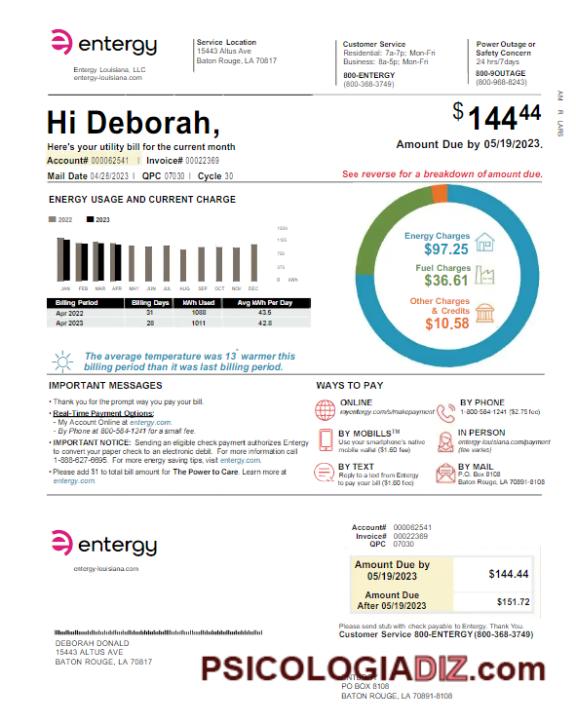 entergy
Entergy Louisiana, LLC
entergy-louisiana.com
Service Location
15443 Altus Ave
Baton Rouge, LA 70817
Customer Service
Residential: 7a-7p; Mon-Fri
Business: 8a-5p; Mon-Fri
800-ENTERGY
(800-368-3749)
Power Outage or
Safety Concern
24 hrs/7days
800-9OUTAGE
(800-968-8243)
Hi Deborah,
Here's your utility bill for the current month
Account# 000062541 | Invoice# 00022369
Mail Date 04/28/2023 | QPC 07030 | Cycle 30
$144.44
Amount Due by 05/19/2023.
See reverse for a breakdown of amount due.
ENERGY USAGE AND CURRENT CHARGE
2022 2023
JAN FEB MAR APR MAY JUN JUL AUG SEP OCT NOV DEC
0 kWh
Billing Period Billing Days kWh Used Avg kWh Per Day
Apr 2022 31 1088 43.5
Apr 2023 28 1011 42.8
Energy Charges
$97.25
Fuel Charges
$36.61
Other Charges
& Credits
$10.58
The average temperature was 13° warmer this
billing period than it was last billing period.
IMPORTANT MESSAGES
• Thank you for the prompt way you pay your bill.
• Real-Time Payment Options:
- My Account Online at entergy.com.
- By Phone at 800-584-1241 for a small fee.
• IMPORTANT NOTICE: Sending an eligible check payment authorizes Entergy
to convert your paper check to an electronic debit. For more information call
1-888-627-6695. For more energy saving tips, visit entergy.com.
• Please add $1 to total bill amount for The Power to Care. Learn more at
entergy.com.
WAYS TO PAY
ONLINE
myentergy.com/s/makepayment
BY MOBILLS™
Use your smartphone's native
mobile wallet ($1.60 fee)
BY TEXT
Reply to a text from Entergy
to pay your bill ($1.60 fee)
BY PHONE
1-800-584-1241 ($2.75 fee)
IN PERSON
entergy-louisiana.com/payment
(fee varies)
BY MAIL
P.O. Box 8108
Baton Rouge, LA 70891-8108
entergy
entergy-louisiana.com
Account# 000062541
Invoice# 00022369
QPC 07030
Amount Due by
05/19/2023
$144.44
Amount Due
After 05/19/2023
$151.72
Please send stub with check payable to Entergy. Thank You.
Customer Service 800-ENTERGY (800-368-3749)
DEBORAH DONALD
15443 ALTUS AVE
BATON ROUGE, LA 70817
PSICOLOGIADIZ.com
PO BOX 8108
BATON ROUGE, LA 70891-8108